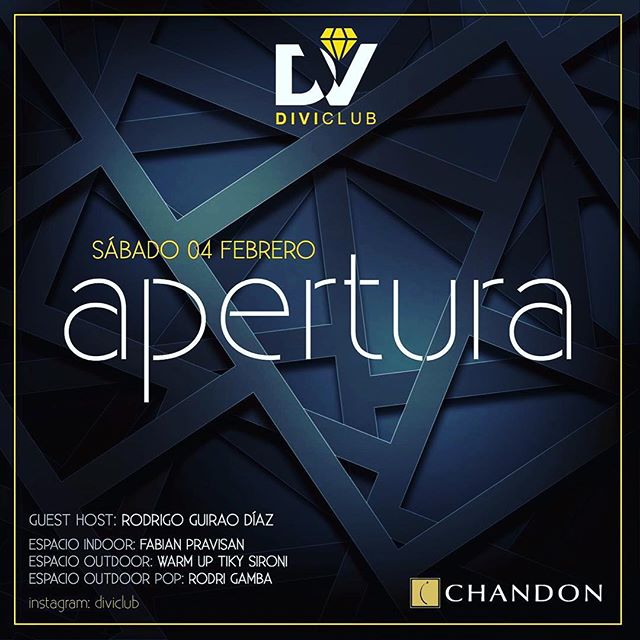 DV
DIVICLUB
SÁBADO 04 FEBRERO
apertura
GUEST HOST: RODRIGO GUIRAO DÍAZ
ESPACIO INDOOR: FABIAN PRAVISAN
ESPACIO OUTDOOR: WARM UP TIKY SIRONI
ESPACIO OUTDOOR POP: RODRI GAMBA
instagram: diviclub
CHANDON